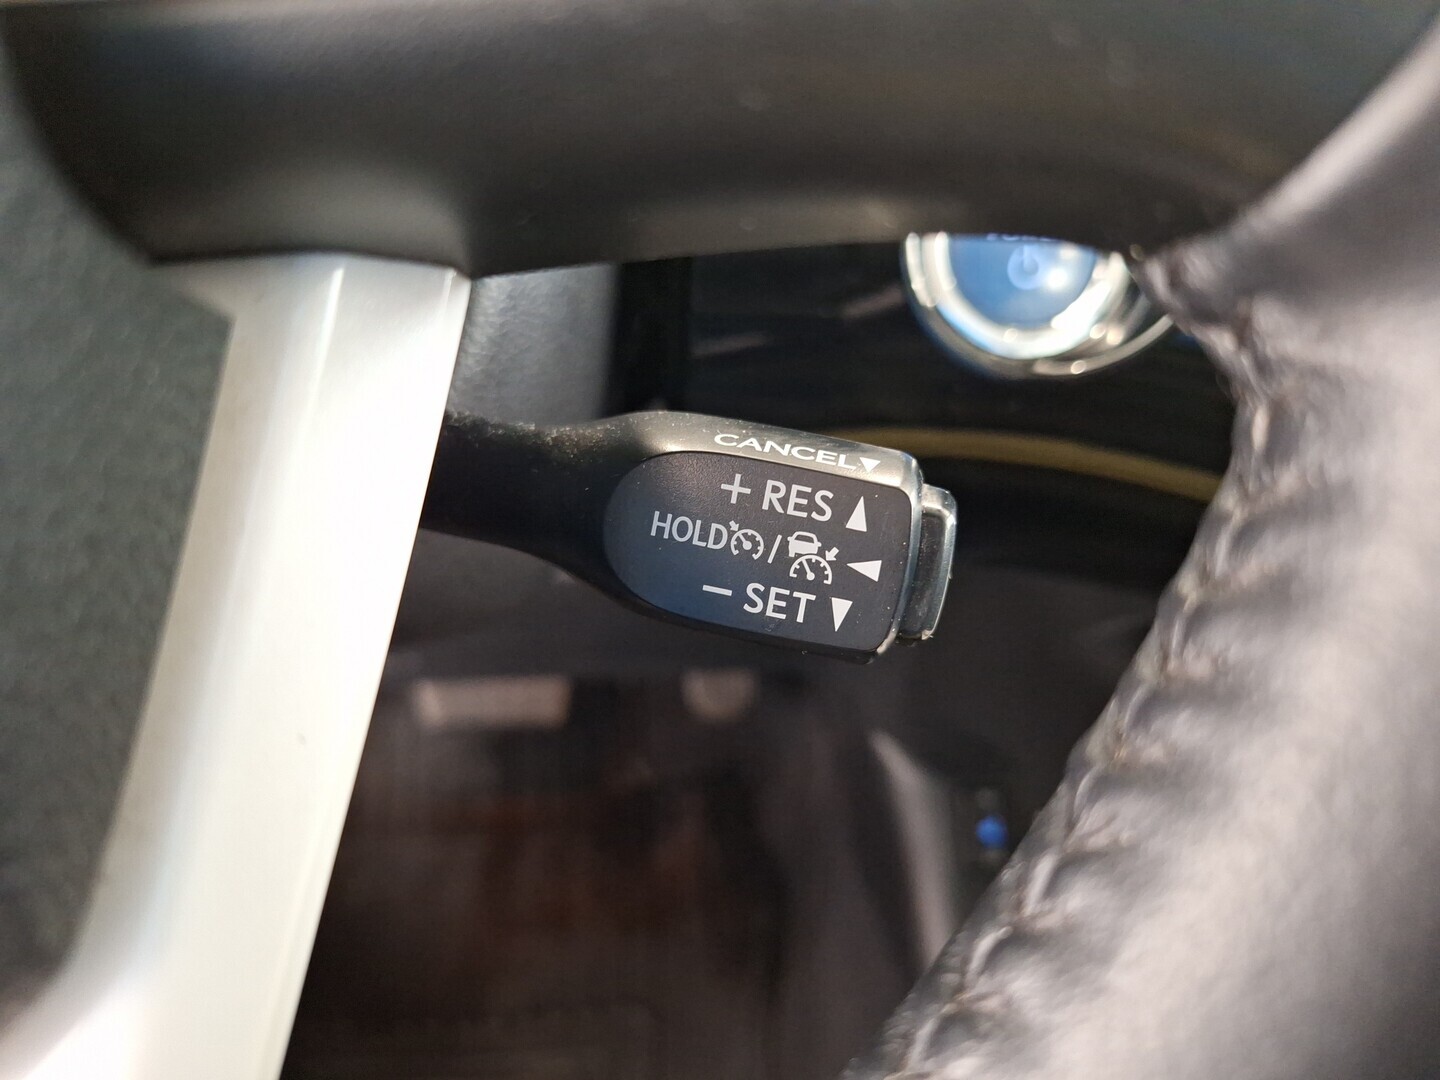 CANCEL▼
+ RES ▲
HOLD / ◀
− SET ▼